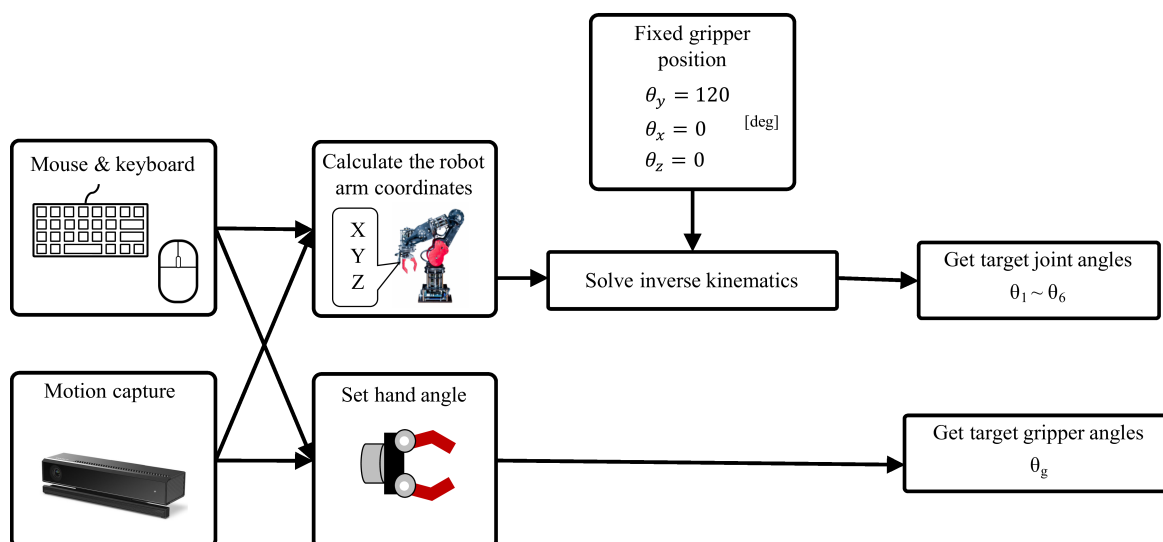 Fixed gripper
position
θy = 120
θx = 0 [deg]
θz = 0
Mouse & keyboard
Calculate the robot
arm coordinates
X
Y
Z
Solve inverse kinematics
Get target joint angles
θ1 ~ θ6
Motion capture
Set hand angle
Get target gripper angles
θg